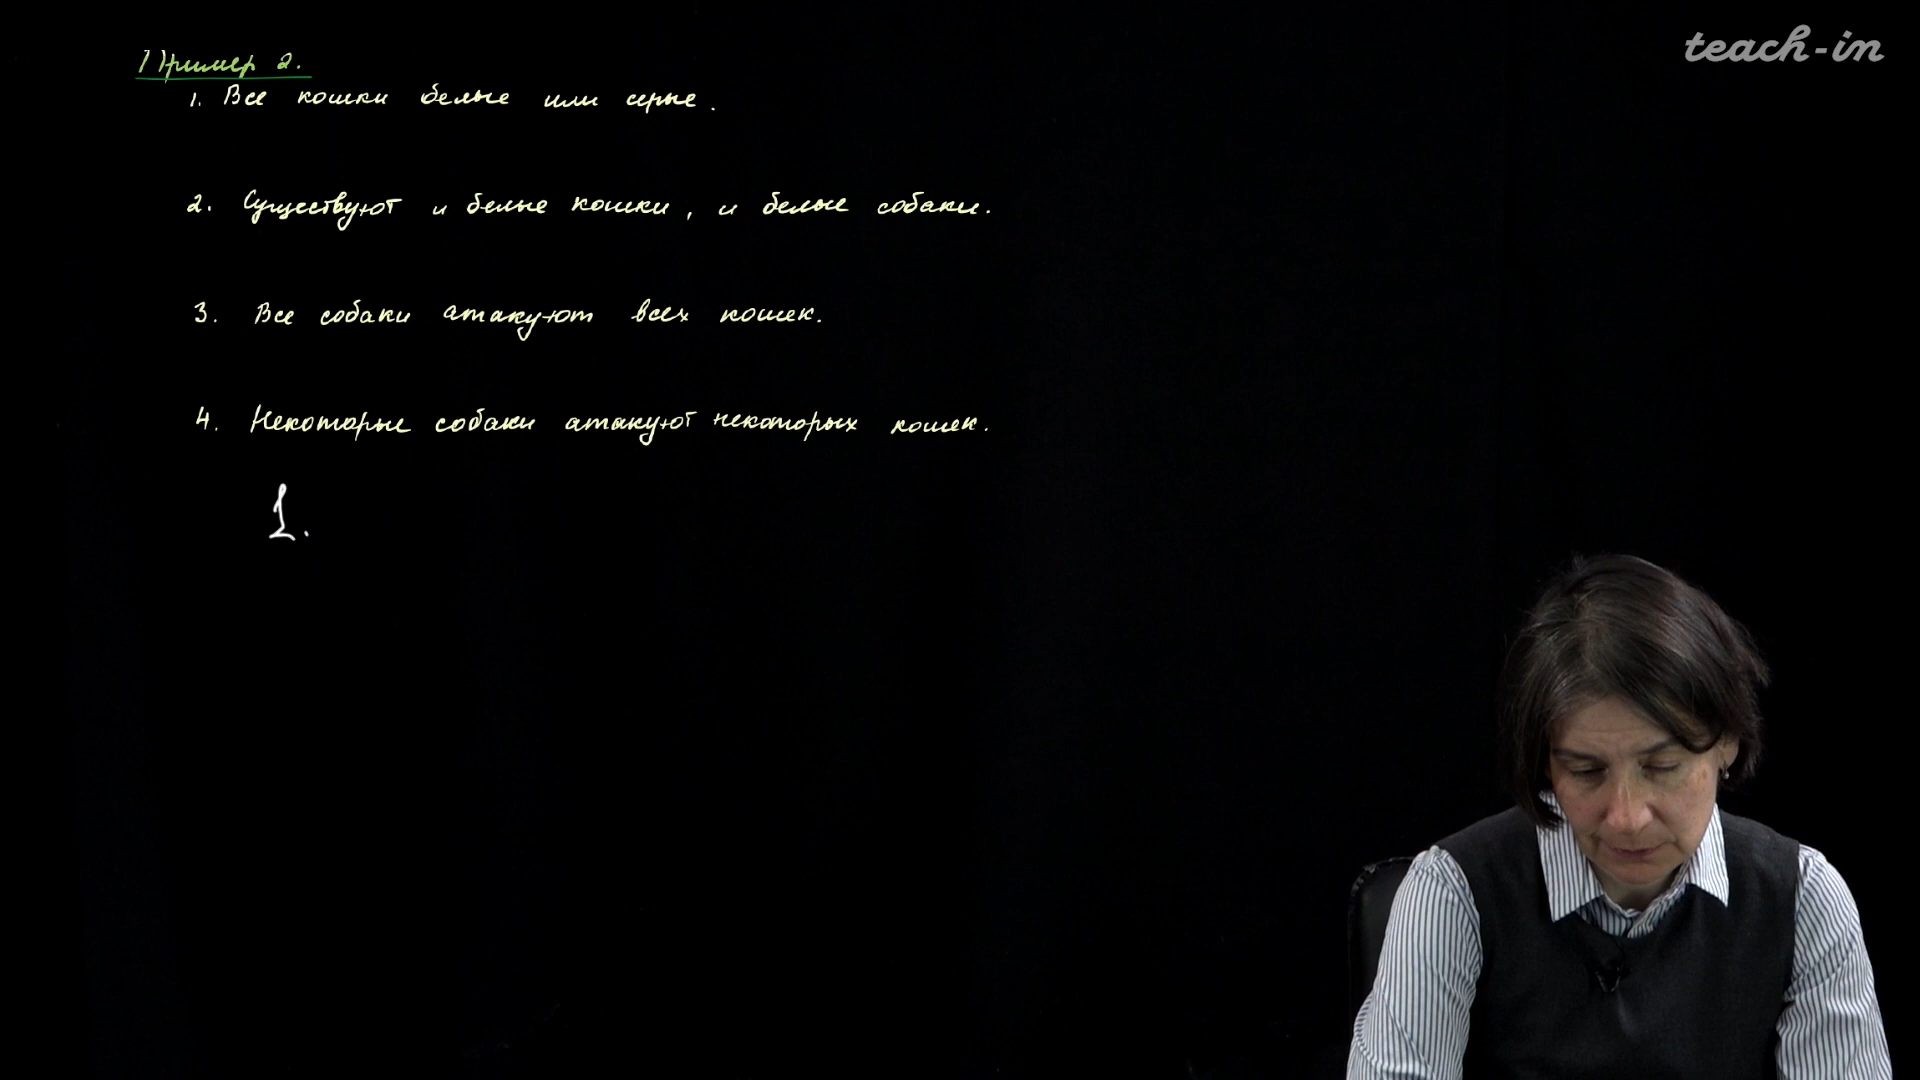 teach-in
Пример 2.
1. Все кошки белые или серые.
2. Существуют и белые кошки, и белые собаки.
3. Все собаки атакуют всех кошек.
4. Некоторые собаки атакуют некоторых кошек.
1.